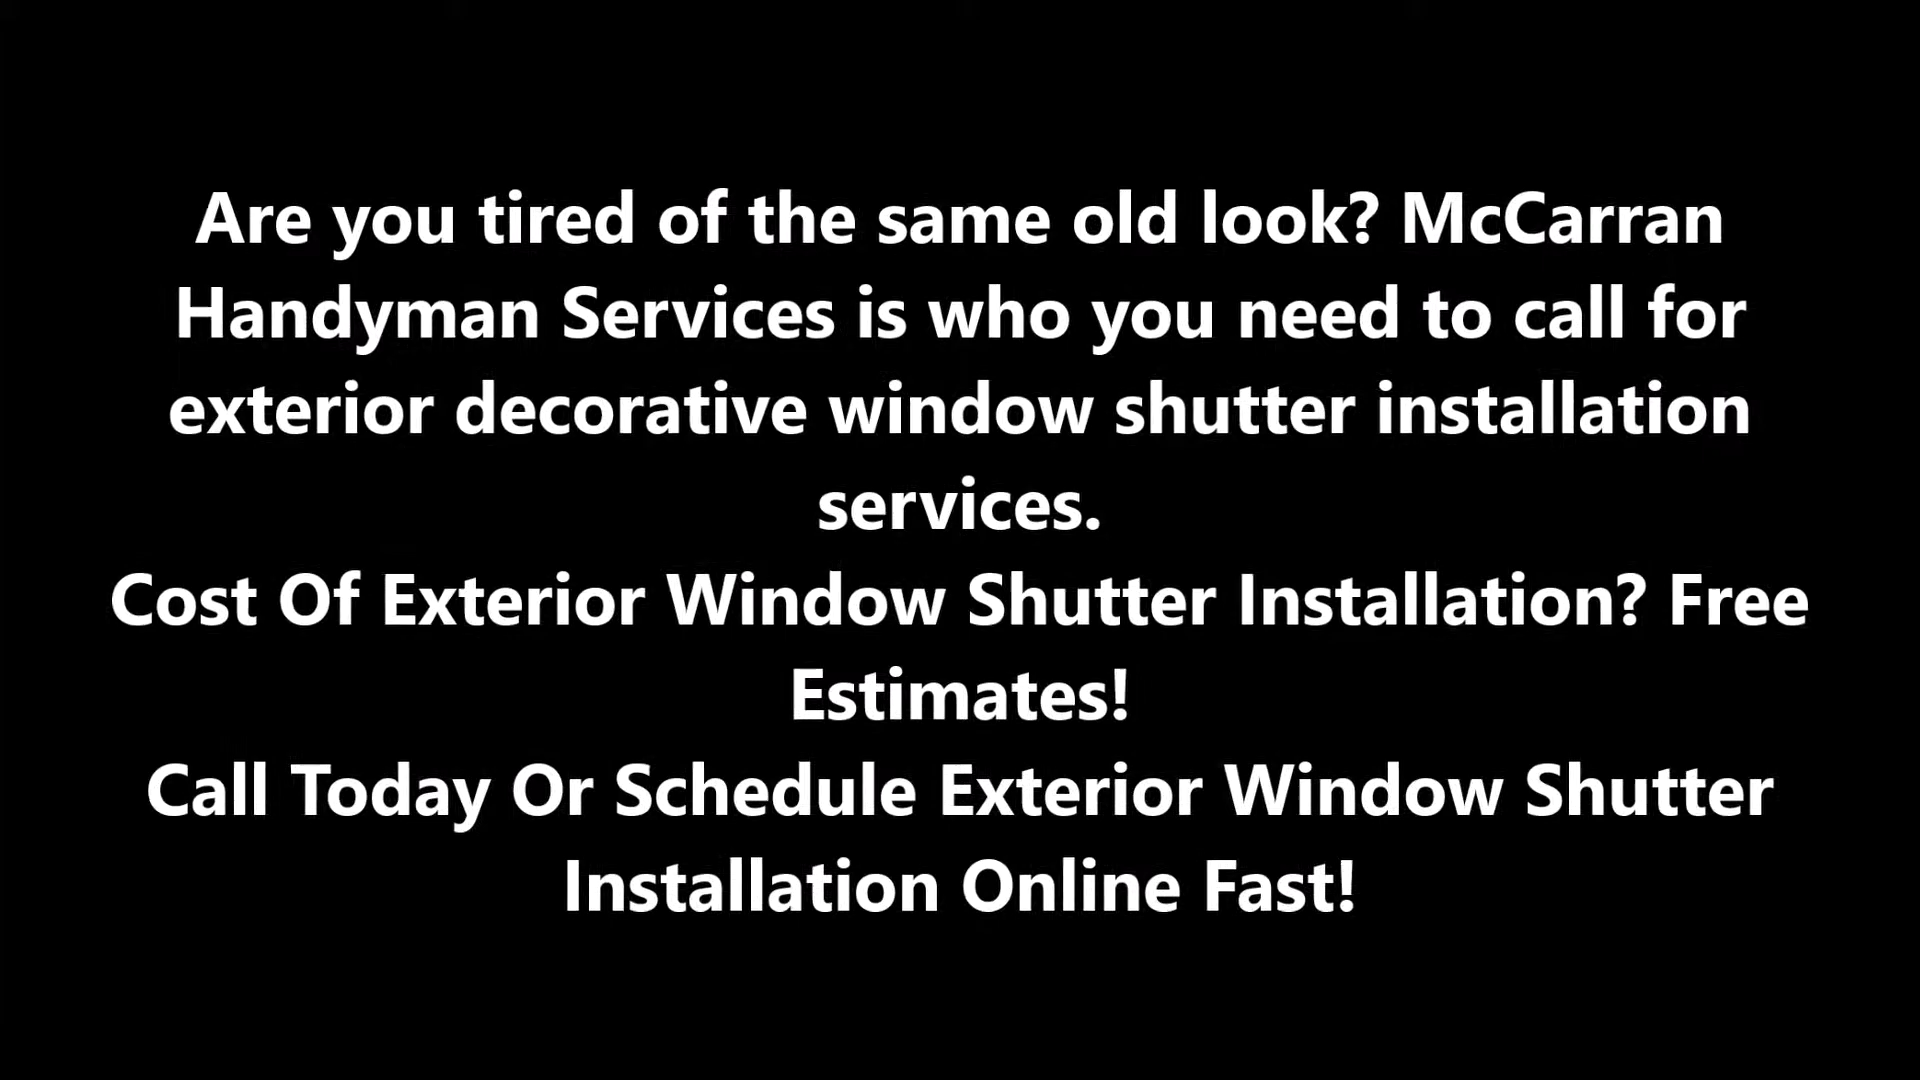 Are you tired of the same old look? McCarran
Handyman Services is who you need to call for
exterior decorative window shutter installation
services.
Cost Of Exterior Window Shutter Installation? Free
Estimates!
Call Today Or Schedule Exterior Window Shutter
Installation Online Fast!